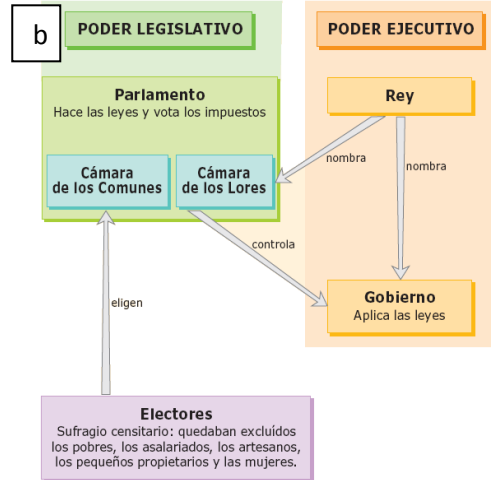 b
PODER LEGISLATIVO
PODER EJECUTIVO
Parlamento
Hace las leyes y vota los impuestos
Rey
Cámara
de los Comunes
Cámara
de los Lores
nombra
nombra
controla
Gobierno
Aplica las leyes
eligen
Electores
Sufragio censitario: quedaban excluídos
los pobres, los asalariados, los artesanos,
los pequeños propietarios y las mujeres.